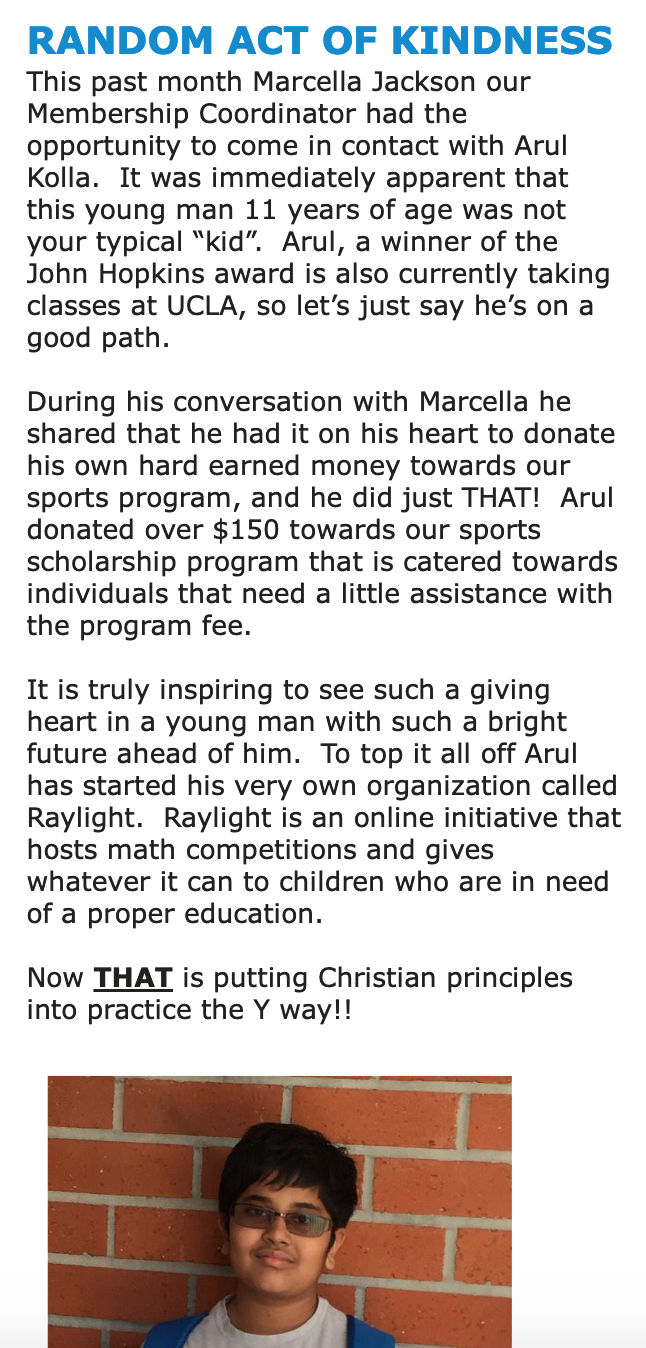 RANDOM ACT OF KINDNESS
This past month Marcella Jackson our
Membership Coordinator had the
opportunity to come in contact with Arul
Kolla.  It was immediately apparent that
this young man 11 years of age was not
your typical “kid”.  Arul, a winner of the
John Hopkins award is also currently taking
classes at UCLA, so let’s just say he’s on a
good path.
During his conversation with Marcella he
shared that he had it on his heart to donate
his own hard earned money towards our
sports program, and he did just THAT!  Arul
donated over $150 towards our sports
scholarship program that is catered towards
individuals that need a little assistance with
the program fee.
It is truly inspiring to see such a giving
heart in a young man with such a bright
future ahead of him.  To top it all off Arul
has started his very own organization called
Raylight.  Raylight is an online initiative that
hosts math competitions and gives
whatever it can to children who are in need
of a proper education.
Now THAT is putting Christian principles
into practice the Y way!!